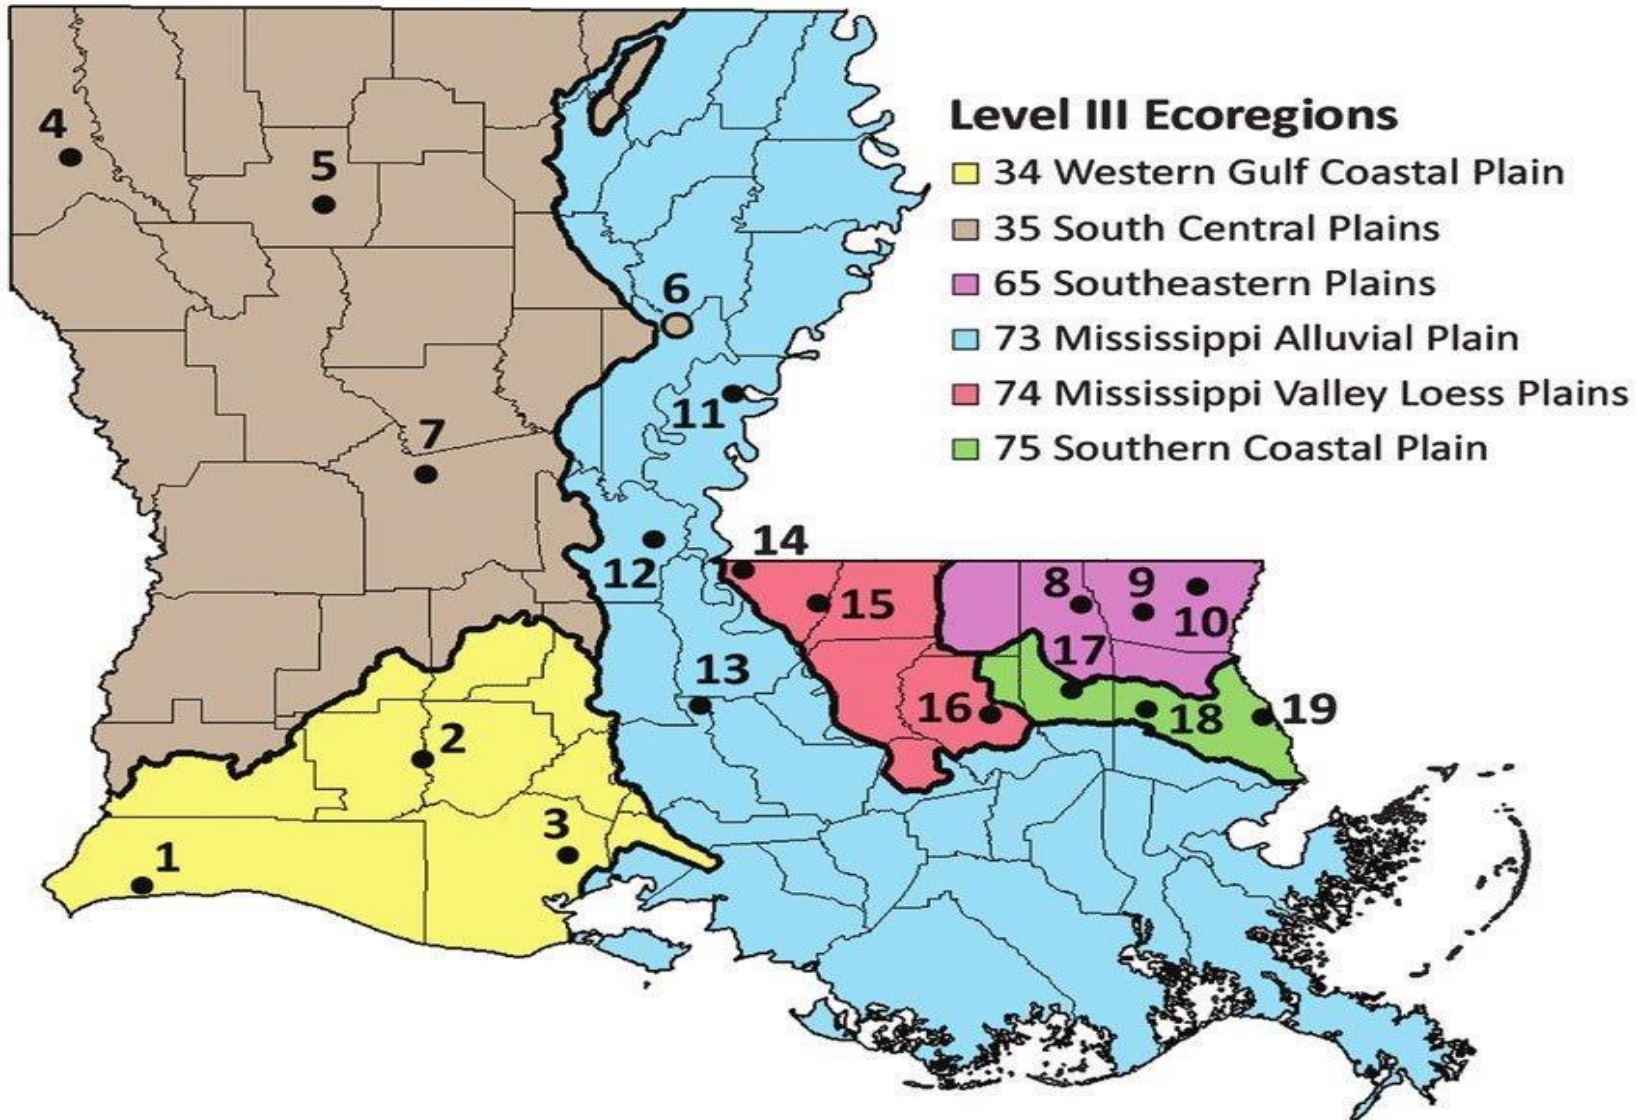 Level III Ecoregions
34 Western Gulf Coastal Plain
35 South Central Plains
65 Southeastern Plains
73 Mississippi Alluvial Plain
74 Mississippi Valley Loess Plains
75 Southern Coastal Plain
4
5
6
11
7
14
12
15
8
9
10
17
13
16
18
19
2
3
1